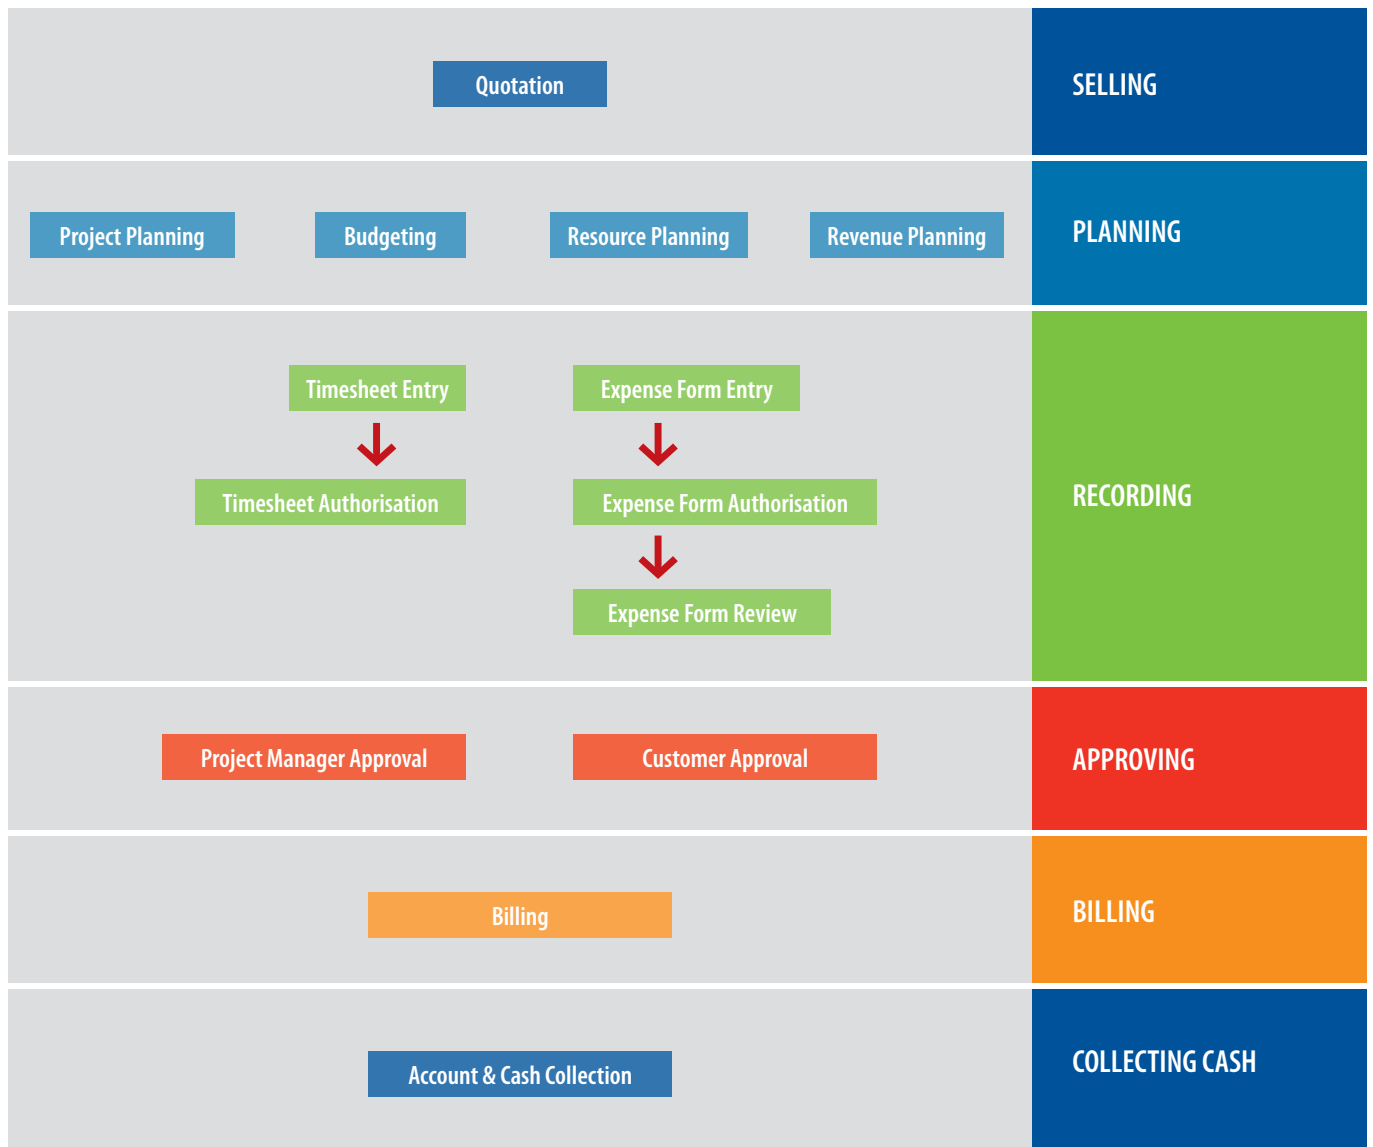 Quotation
SELLING
Project Planning
Budgeting
Resource Planning
Revenue Planning
PLANNING
Timesheet Entry
Expense Form Entry
Timesheet Authorisation
Expense Form Authorisation
Expense Form Review
RECORDING
Project Manager Approval
Customer Approval
APPROVING
Billing
BILLING
Account & Cash Collection
COLLECTING CASH